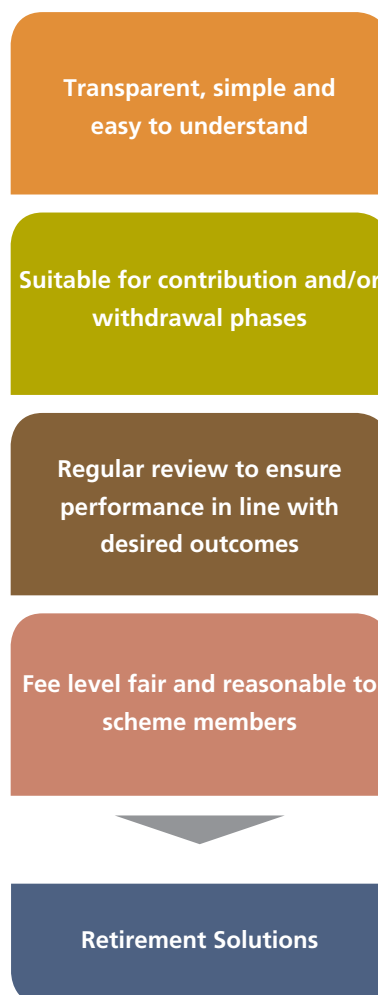 Transparent, simple and
easy to understand
Suitable for contribution and/or
withdrawal phases
Regular review to ensure
performance in line with
desired outcomes
Fee level fair and reasonable to
scheme members
Retirement Solutions